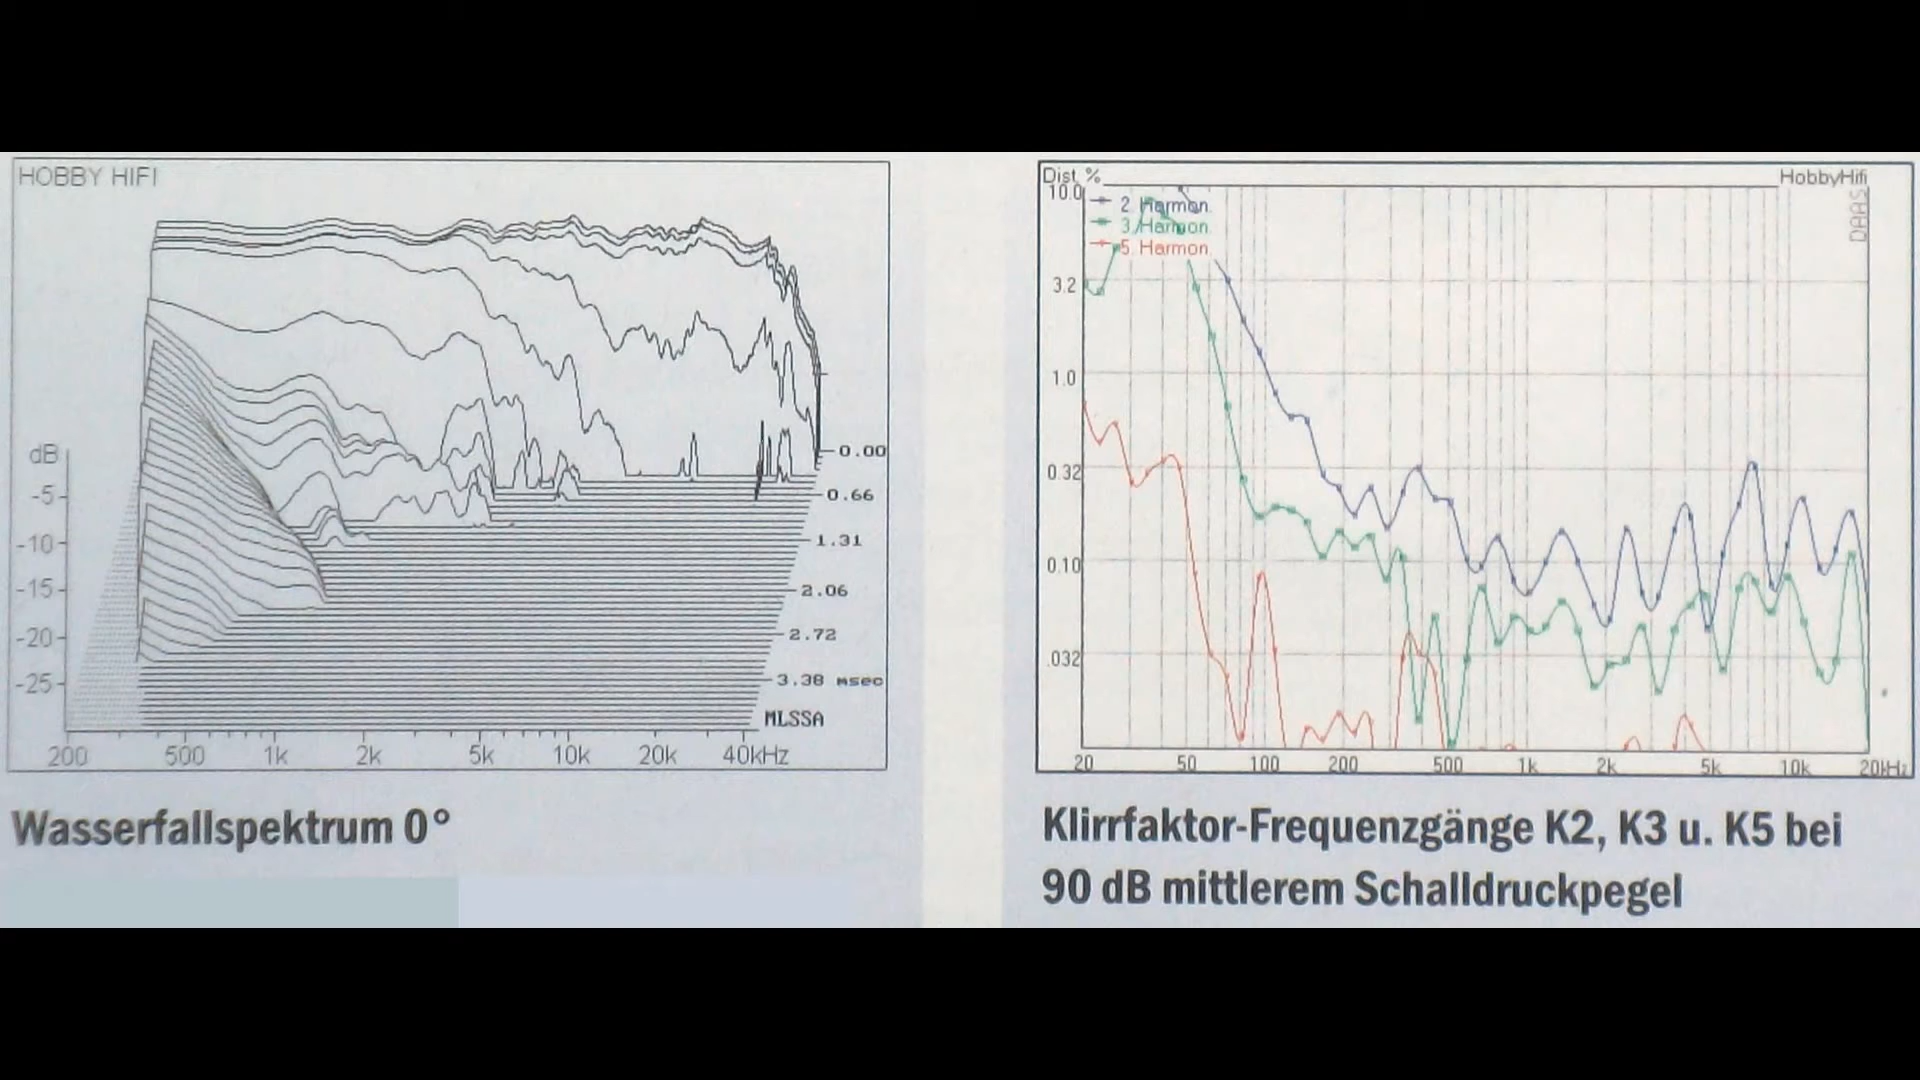 HOBBY HIFI
dB
-5
-10
-15
-20
-25
0.00
0.66
1.31
2.06
2.72
3.38 msec
MLSSA
200 500 1k 2k 5k 10k 20k 40kHz
Wasserfallspektrum 0°
Dist %
HobbyHifi
DAAS
10.0
2. Harmon.
3. Harmon.
5. Harmon.
3.2
1.0
0.32
0.10
.032
20 50 100 200 500 1k 2k 5k 10k 20kHz
Klirrfaktor-Frequenzgänge K2, K3 u. K5 bei
90 dB mittlerem Schalldruckpegel